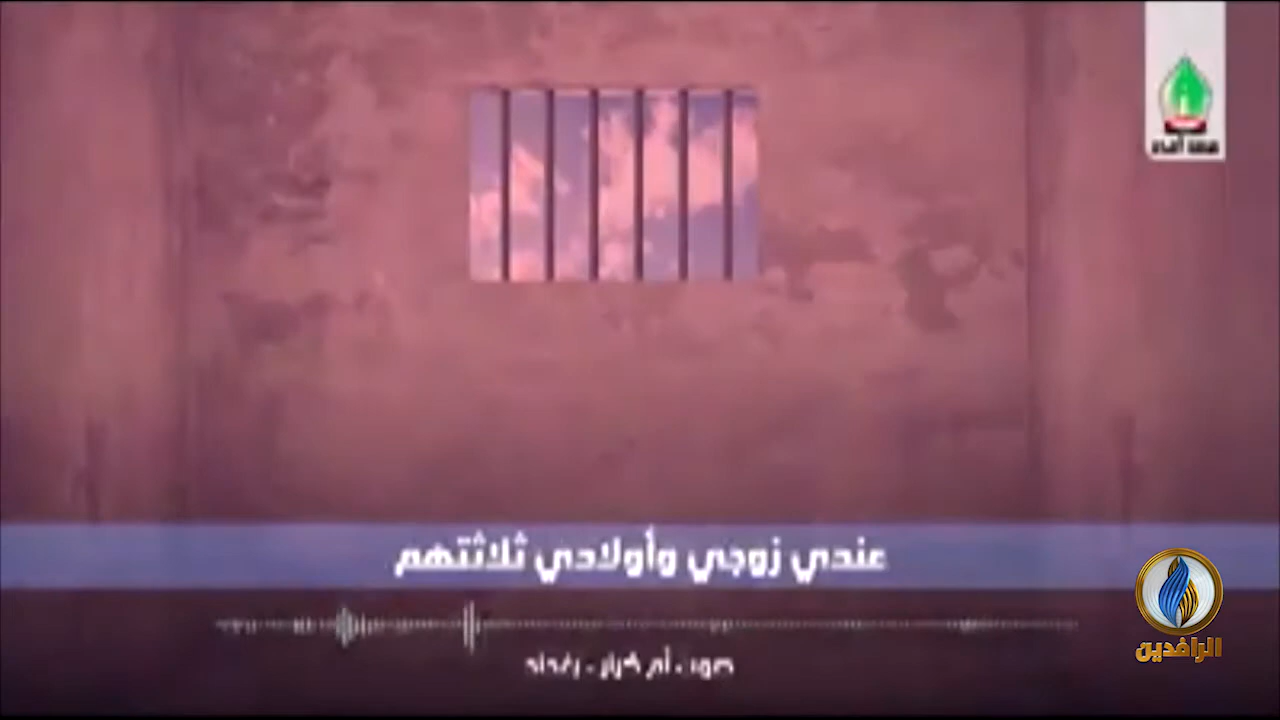 عندي زوجي وأولادي ثلاثتهم
صوت - أم كرار - بغداد
الرافدين